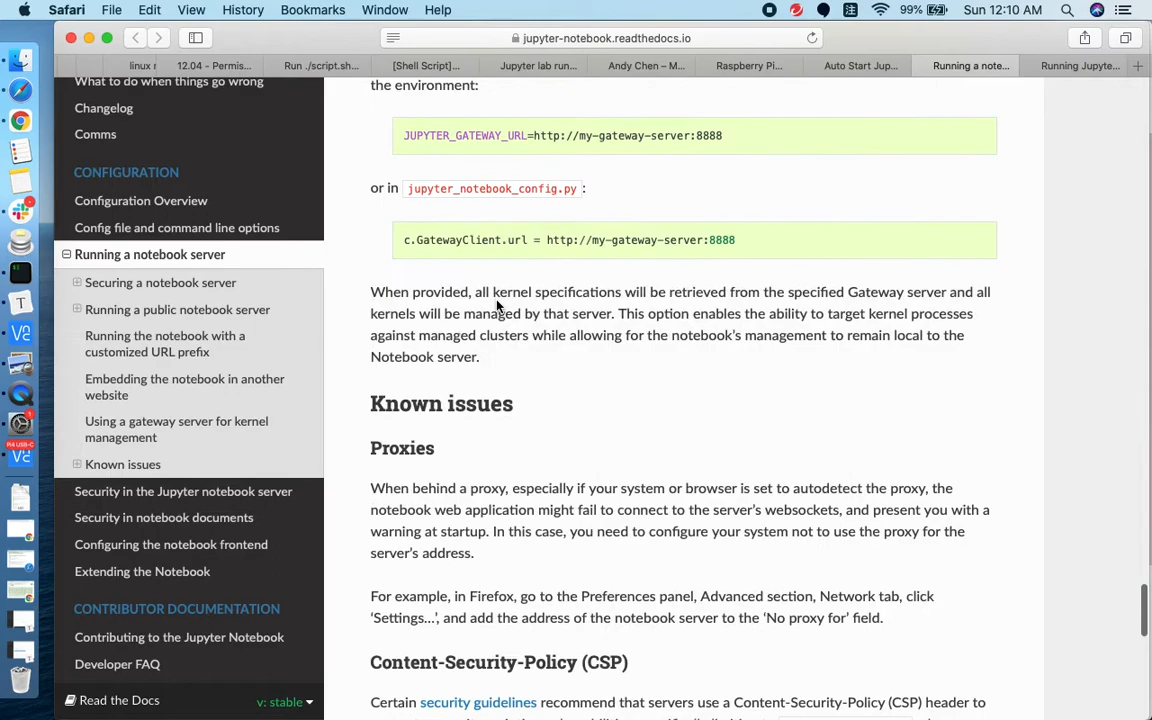 Safari File Edit View History Bookmarks Window Help 99% Sun 12:10 AM
jupyter-notebook.readthedocs.io
linux r 12.04 - Permis... Run ./script.sh... [Shell Script]... Jupyter lab run... Andy Chen – M... Raspberry Pi... Auto Start Jup... Running a note... Running Jupyte...
What to do when things go wrong
Changelog
Comms
CONFIGURATION
Configuration Overview
Config file and command line options
Running a notebook server
Securing a notebook server
Running a public notebook server
Running the notebook with a
customized URL prefix
Embedding the notebook in another
website
Using a gateway server for kernel
management
Known issues
Security in the Jupyter notebook server
Security in notebook documents
Configuring the notebook frontend
Extending the Notebook
CONTRIBUTOR DOCUMENTATION
Contributing to the Jupyter Notebook
Developer FAQ
Read the Docs v: stable
the environment:
JUPYTER_GATEWAY_URL=http://my-gateway-server:8888
or in jupyter_notebook_config.py :
c.GatewayClient.url = http://my-gateway-server:8888
When provided, all kernel specifications will be retrieved from the specified Gateway server and all
kernels will be managed by that server. This option enables the ability to target kernel processes
against managed clusters while allowing for the notebook's management to remain local to the
Notebook server.
Known issues
Proxies
When behind a proxy, especially if your system or browser is set to autodetect the proxy, the
notebook web application might fail to connect to the server's websockets, and present you with a
warning at startup. In this case, you need to configure your system not to use the proxy for the
server's address.
For example, in Firefox, go to the Preferences panel, Advanced section, Network tab, click
'Settings...', and add the address of the notebook server to the 'No proxy for' field.
Content-Security-Policy (CSP)
Certain security guidelines recommend that servers use a Content-Security-Policy (CSP) header to